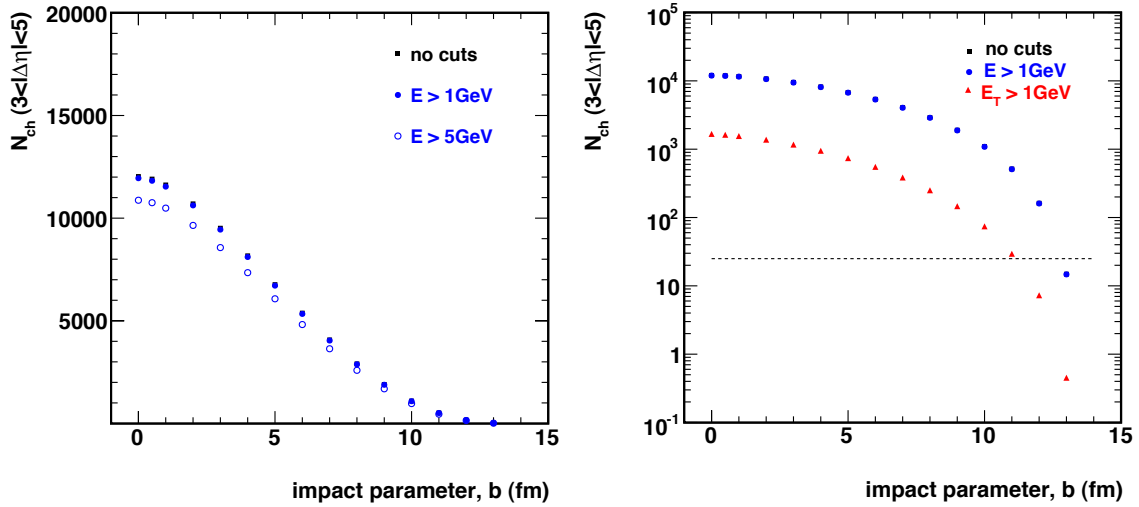 20000
15000
10000
5000
0 5 10 15
N_ch (3<|Δη|<5)
no cuts
E > 1GeV
E > 5GeV
impact parameter, b (fm)
10^5
10^4
10^3
10^2
10
1
10^-1
0 5 10 15
N_ch (3<|Δη|<5)
no cuts
E > 1GeV
E_T > 1GeV
impact parameter, b (fm)